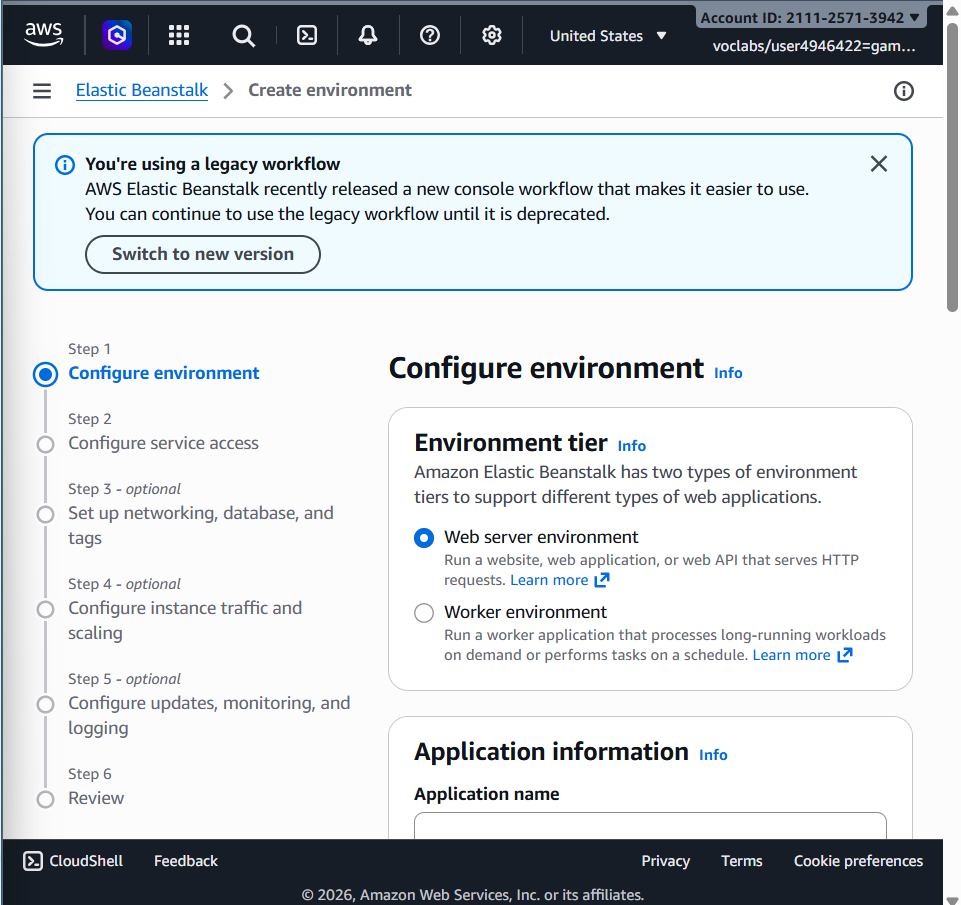 aws
United States
Account ID: 2111-2571-3942
voclabs/user4946422=gam...
Elastic Beanstalk
Create environment
You're using a legacy workflow
AWS Elastic Beanstalk recently released a new console workflow that makes it easier to use.
You can continue to use the legacy workflow until it is deprecated.
Switch to new version
Step 1
Configure environment
Step 2
Configure service access
Step 3 - optional
Set up networking, database, and
tags
Step 4 - optional
Configure instance traffic and
scaling
Step 5 - optional
Configure updates, monitoring, and
logging
Step 6
Review
Configure environment Info
Environment tier Info
Amazon Elastic Beanstalk has two types of environment
tiers to support different types of web applications.
Web server environment
Run a website, web application, or web API that serves HTTP
requests. Learn more
Worker environment
Run a worker application that processes long-running workloads
on demand or performs tasks on a schedule. Learn more
Application information Info
Application name
CloudShell
Feedback
Privacy
Terms
Cookie preferences
© 2026, Amazon Web Services, Inc. or its affiliates.